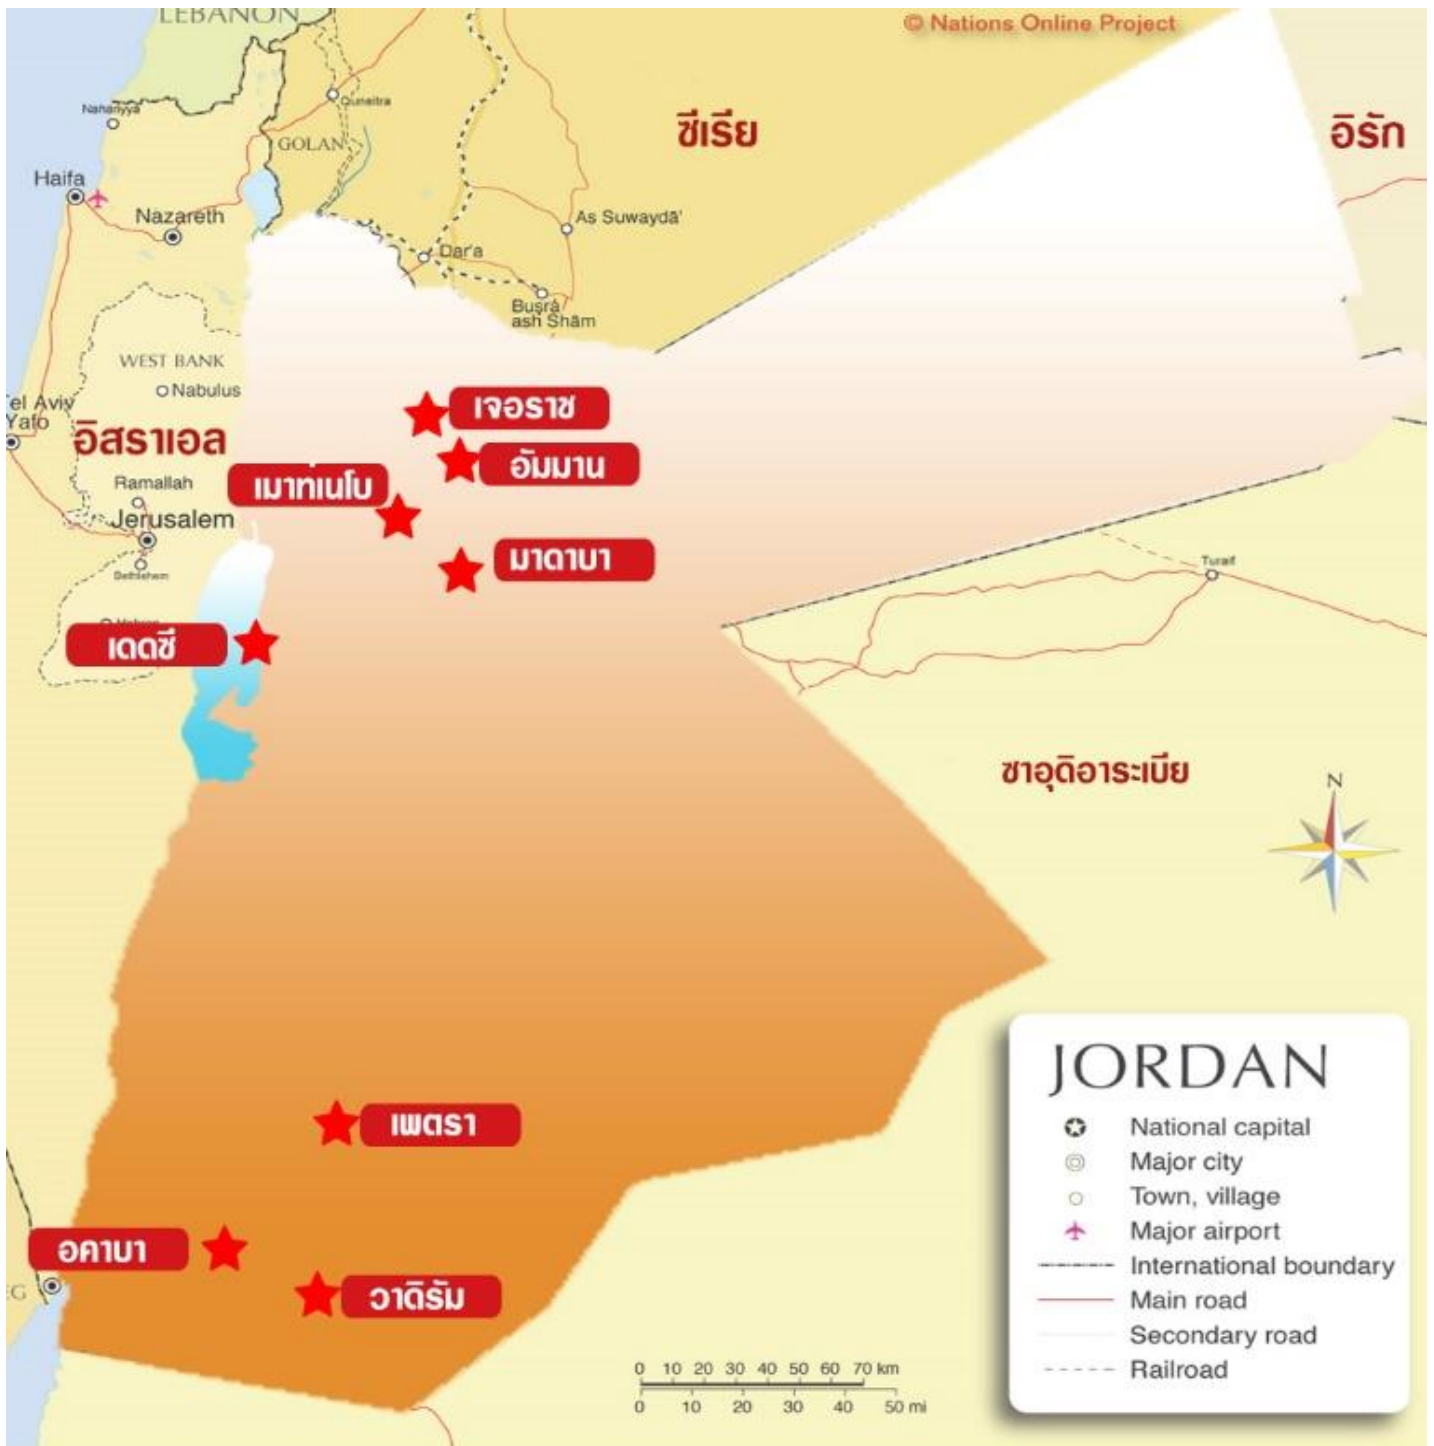 LEBANON
© Nations Online Project
Nahariyya
Quneitra
GOLAN
ซีเรีย
อิรัก
Haifa
Nazareth
As Suwaydā'
Dar'a
Buşrá
ash Shām
WEST BANK
Nabulus
el Aviv
Yafo
อิสราเอล
เจอราช
อัมมาน
Ramallah
เมาท์เนโบ
Jerusalem
มาดาบา
Bethlehem
Turaif
เดดซี
ซาอุดิอาระเบีย
N
JORDAN
National capital
Major city
Town, village
Major airport
International boundary
Main road
Secondary road
Railroad
เพตรา
อคาบา
วาดิรัม
0 10 20 30 40 50 60 70 km
0 10 20 30 40 50 mi